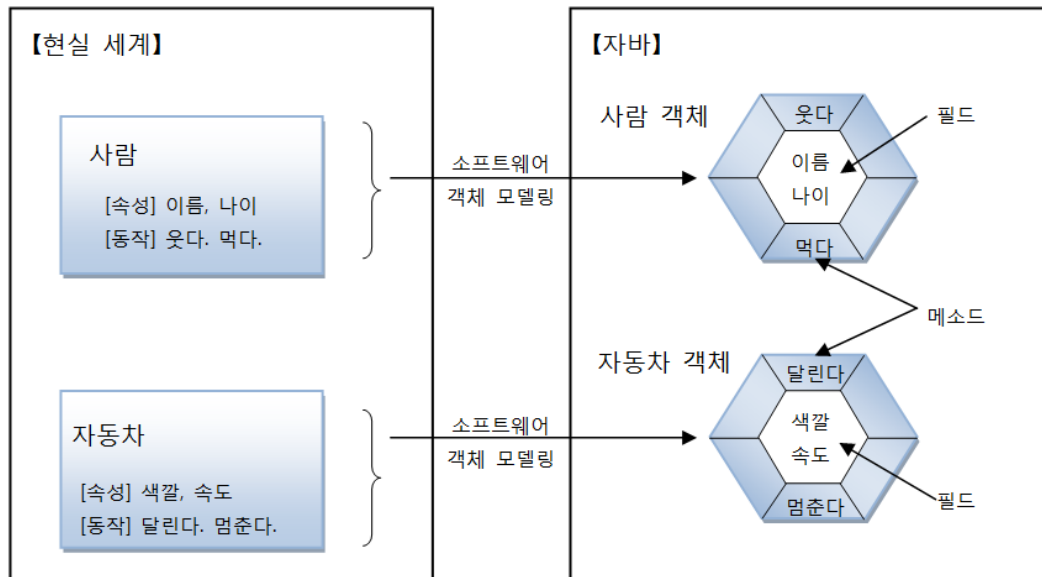 【현실 세계】
사람
[속성] 이름, 나이
[동작] 웃다. 먹다.
자동차
[속성] 색깔, 속도
[동작] 달린다. 멈춘다.
소프트웨어
객체 모델링
소프트웨어
객체 모델링
【자바】
사람 객체
웃다
이름
나이
먹다
필드
메소드
자동차 객체
달린다
색깔
속도
멈춘다
필드